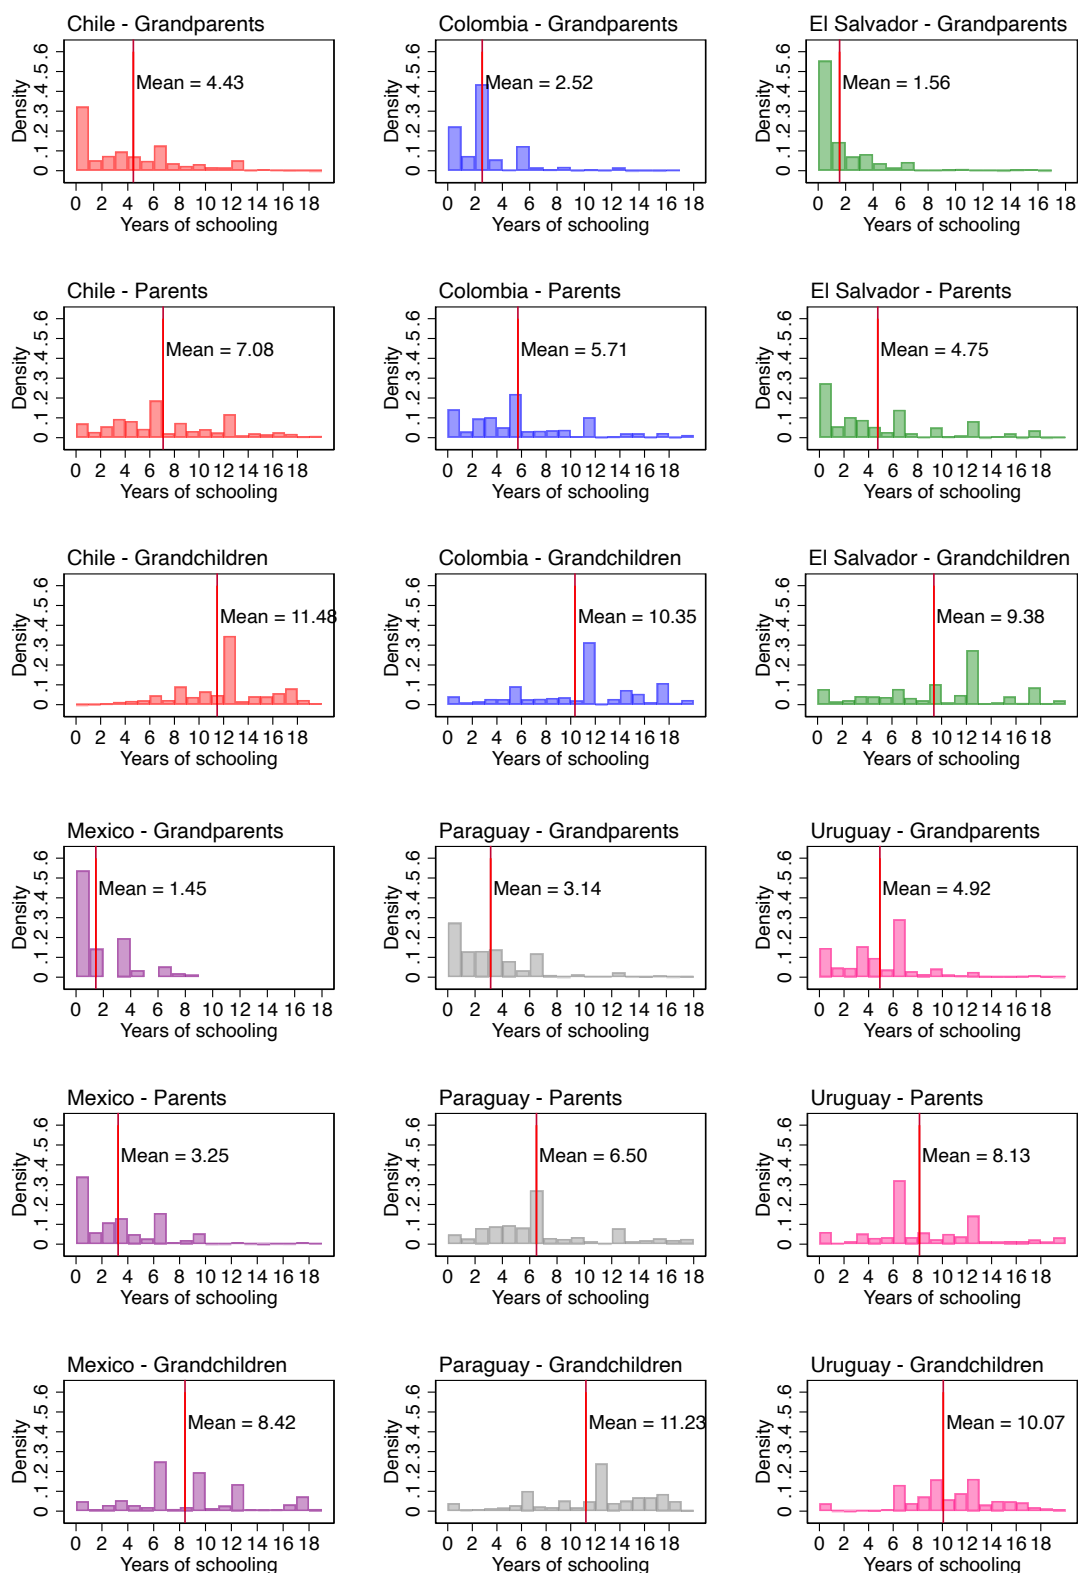 Chile - Grandparents
Density
0 .1 .2 .3 .4 .5 .6
Mean = 4.43
0 2 4 6 8 10 12 14 16 18
Years of schooling
Colombia - Grandparents
Density
0 .1 .2 .3 .4 .5 .6
Mean = 2.52
0 2 4 6 8 10 12 14 16 18
Years of schooling
El Salvador - Grandparents
Density
0 .1 .2 .3 .4 .5 .6
Mean = 1.56
0 2 4 6 8 10 12 14 16 18
Years of schooling
Chile - Parents
Density
0 .1 .2 .3 .4 .5 .6
Mean = 7.08
0 2 4 6 8 10 12 14 16 18
Years of schooling
Colombia - Parents
Density
0 .1 .2 .3 .4 .5 .6
Mean = 5.71
0 2 4 6 8 10 12 14 16 18
Years of schooling
El Salvador - Parents
Density
0 .1 .2 .3 .4 .5 .6
Mean = 4.75
0 2 4 6 8 10 12 14 16 18
Years of schooling
Chile - Grandchildren
Density
0 .1 .2 .3 .4 .5 .6
Mean = 11.48
0 2 4 6 8 10 12 14 16 18
Years of schooling
Colombia - Grandchildren
Density
0 .1 .2 .3 .4 .5 .6
Mean = 10.35
0 2 4 6 8 10 12 14 16 18
Years of schooling
El Salvador - Grandchildren
Density
0 .1 .2 .3 .4 .5 .6
Mean = 9.38
0 2 4 6 8 10 12 14 16 18
Years of schooling
Mexico - Grandparents
Density
0 .1 .2 .3 .4 .5 .6
Mean = 1.45
0 2 4 6 8 10 12 14 16 18
Years of schooling
Paraguay - Grandparents
Density
0 .1 .2 .3 .4 .5 .6
Mean = 3.14
0 2 4 6 8 10 12 14 16 18
Years of schooling
Uruguay - Grandparents
Density
0 .1 .2 .3 .4 .5 .6
Mean = 4.92
0 2 4 6 8 10 12 14 16 18
Years of schooling
Mexico - Parents
Density
0 .1 .2 .3 .4 .5 .6
Mean = 3.25
0 2 4 6 8 10 12 14 16 18
Years of schooling
Paraguay - Parents
Density
0 .1 .2 .3 .4 .5 .6
Mean = 6.50
0 2 4 6 8 10 12 14 16 18
Years of schooling
Uruguay - Parents
Density
0 .1 .2 .3 .4 .5 .6
Mean = 8.13
0 2 4 6 8 10 12 14 16 18
Years of schooling
Mexico - Grandchildren
Density
0 .1 .2 .3 .4 .5 .6
Mean = 8.42
0 2 4 6 8 10 12 14 16 18
Years of schooling
Paraguay - Grandchildren
Density
0 .1 .2 .3 .4 .5 .6
Mean = 11.23
0 2 4 6 8 10 12 14 16 18
Years of schooling
Uruguay - Grandchildren
Density
0 .1 .2 .3 .4 .5 .6
Mean = 10.07
0 2 4 6 8 10 12 14 16 18
Years of schooling